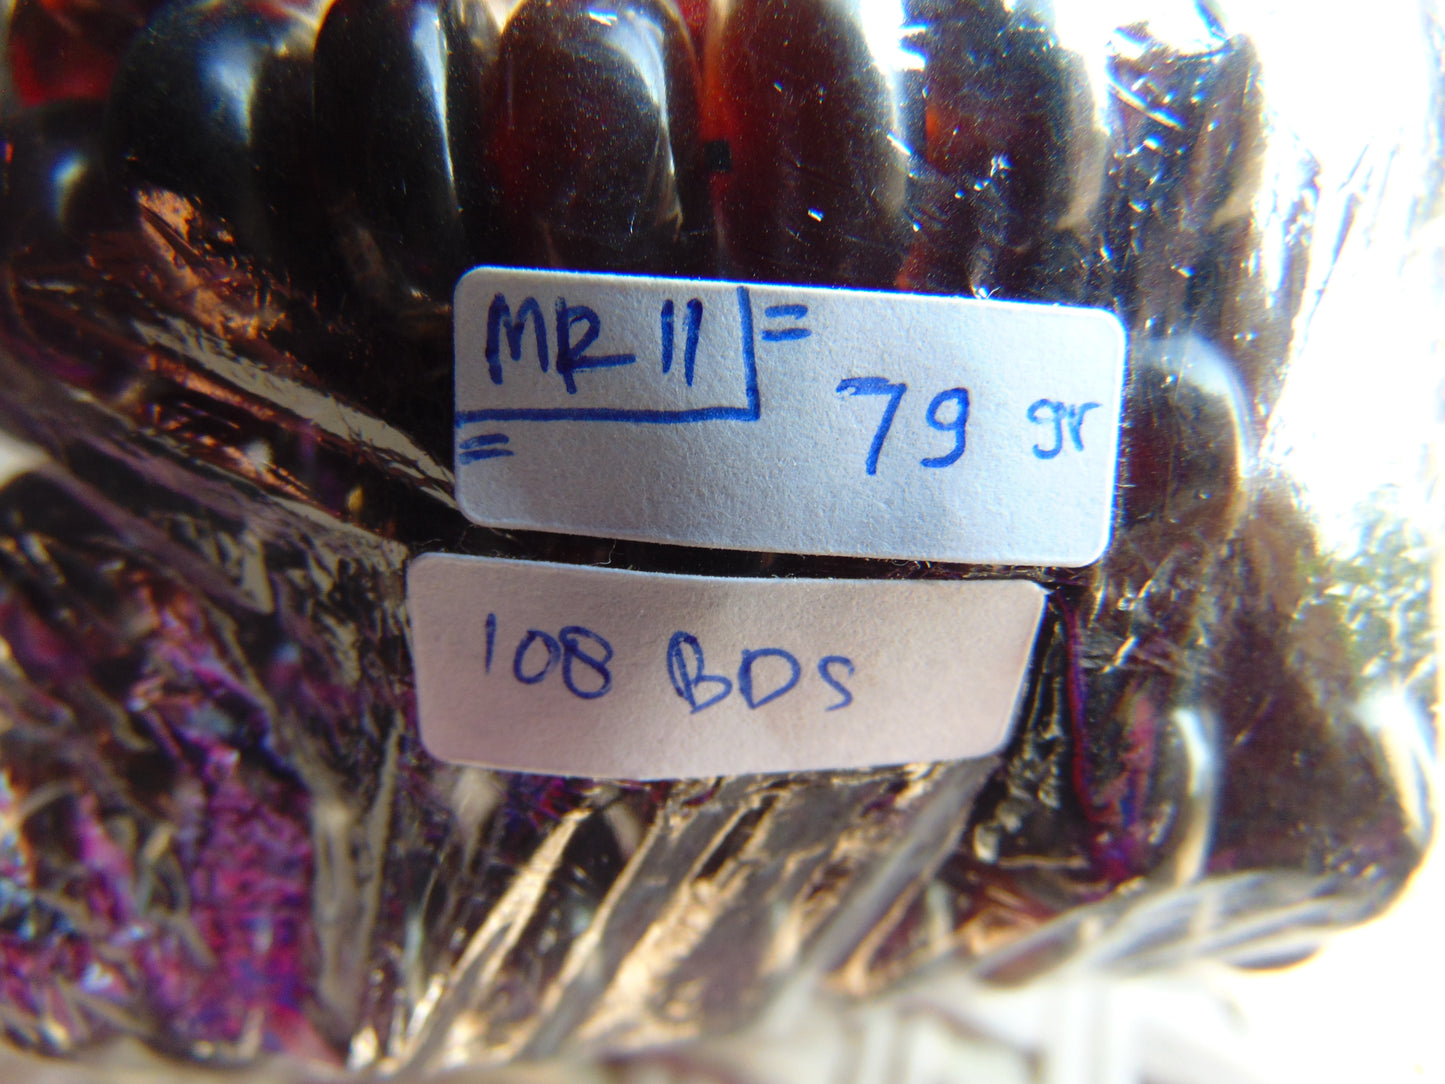 MR 11 =
=
79 gr
108 BDS